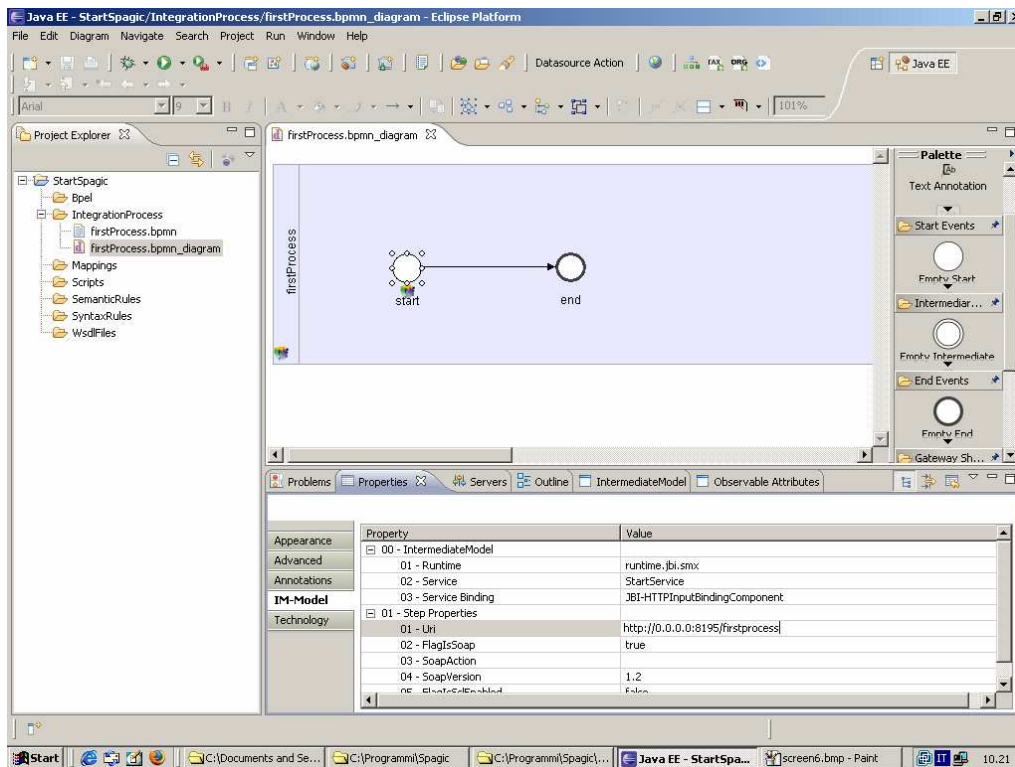 Java EE - StartSpagic/IntegrationProcess/firstProcess.bpmn_diagram - Eclipse Platform
File Edit Diagram Navigate Search Project Run Window Help
Datasource Action
Java EE
Arial 9 B I A 101%
Project Explorer
firstProcess.bpmn_diagram
StartSpagic
Bpel
IntegrationProcess
firstProcess.bpmn
firstProcess.bpmn_diagram
Mappings
Scripts
SemanticRules
SyntaxRules
WsdlFiles
firstProcess
start
end
Palette
Text Annotation
Start Events
Empty Start
Intermediar...
Empty Intermediate
End Events
Empty End
Gateway Sh...
Problems Properties Servers Outline IntermediateModel Observable Attributes
Appearance
Advanced
Annotations
IM-Model
Technology
Property Value
00 - IntermediateModel
01 - Runtime runtime.jbi.smx
02 - Service StartService
03 - Service Binding JBI-HTTPInputBindingComponent
01 - Step Properties
01 - Uri http://0.0.0.0:8195/firstprocess
02 - FlagIsSoap true
03 - SoapAction
04 - SoapVersion 1.2
05 - FlagIsSslEnabled false
Start C:\Documents and Se... C:\Programmi\Spagic C:\Programmi\Spagic\... Java EE - StartSpa... screen6.bmp - Paint IT 10.21